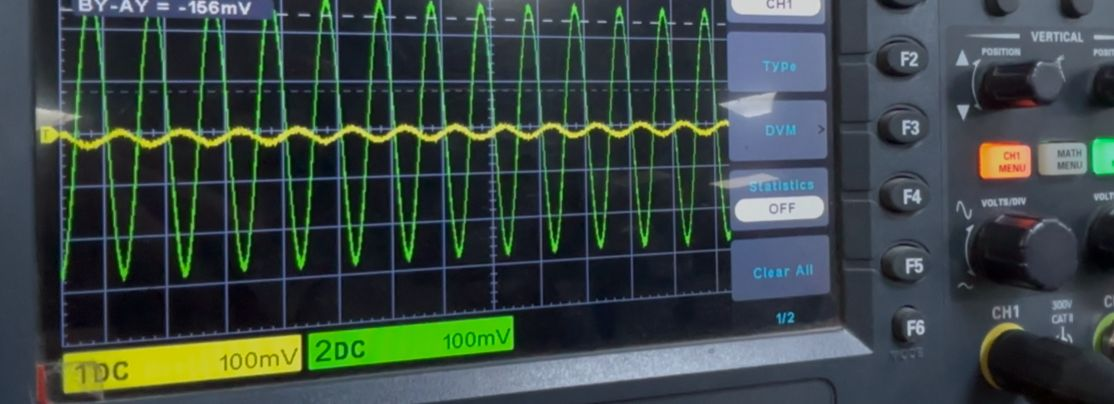 BY-AY = -156mV
CH1
Type
DVM >
Statistics
OFF
Clear All
1/2
1DC 100mV
2DC 100mV
F2
F3
F4
F5
F6
VERTICAL
POSITION
CH1
MENU
MATH
MENU
VOLTS/DIV
CH1
300V
CAT II